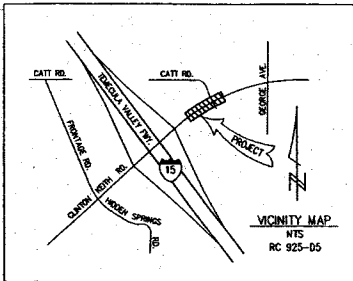 CATT RD.
TEMECULA VALLEY FWY.
CATT RD.
GEORGE AVE.
FRONTAGE RD.
PROJECT
CLINTON KEITH RD.
15
HIDDEN SPRINGS
RD.
N
VICINITY MAP
NTS
RC 925-D5